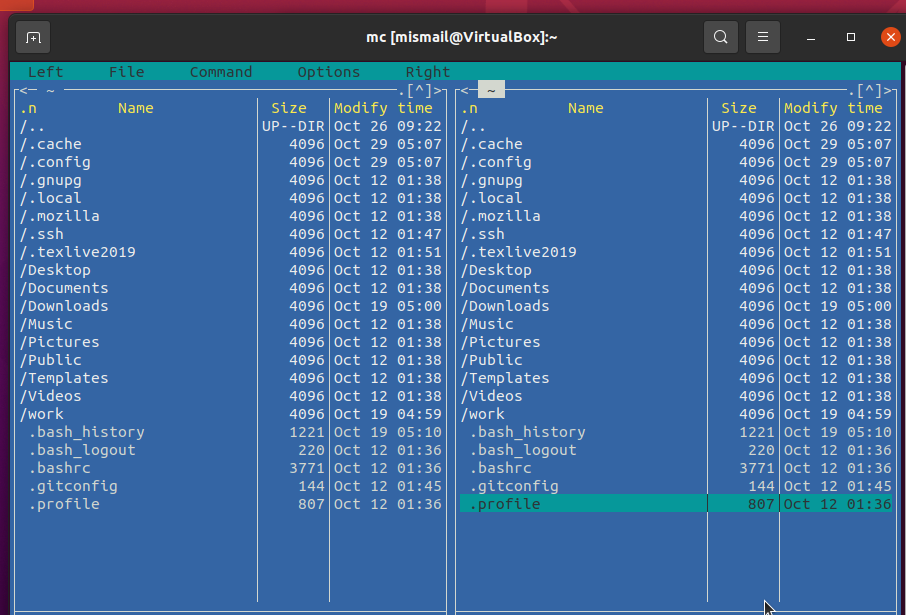 mc [mismail@VirtualBox]:~
Left File Command Options Right
<─ ~ ─.[^]> <─ ~ ─.[^]>
.n Name Size Modify time .n Name Size Modify time
/.. UP--DIR Oct 26 09:22 /.. UP--DIR Oct 26 09:22
/.cache 4096 Oct 29 05:07 /.cache 4096 Oct 29 05:07
/.config 4096 Oct 29 05:07 /.config 4096 Oct 29 05:07
/.gnupg 4096 Oct 12 01:38 /.gnupg 4096 Oct 12 01:38
/.local 4096 Oct 12 01:38 /.local 4096 Oct 12 01:38
/.mozilla 4096 Oct 12 01:38 /.mozilla 4096 Oct 12 01:38
/.ssh 4096 Oct 12 01:47 /.ssh 4096 Oct 12 01:47
/.texlive2019 4096 Oct 12 01:51 /.texlive2019 4096 Oct 12 01:51
/Desktop 4096 Oct 12 01:38 /Desktop 4096 Oct 12 01:38
/Documents 4096 Oct 12 01:38 /Documents 4096 Oct 12 01:38
/Downloads 4096 Oct 19 05:00 /Downloads 4096 Oct 19 05:00
/Music 4096 Oct 12 01:38 /Music 4096 Oct 12 01:38
/Pictures 4096 Oct 12 01:38 /Pictures 4096 Oct 12 01:38
/Public 4096 Oct 12 01:38 /Public 4096 Oct 12 01:38
/Templates 4096 Oct 12 01:38 /Templates 4096 Oct 12 01:38
/Videos 4096 Oct 12 01:38 /Videos 4096 Oct 12 01:38
/work 4096 Oct 19 04:59 /work 4096 Oct 19 04:59
.bash_history 1221 Oct 19 05:10 .bash_history 1221 Oct 19 05:10
.bash_logout 220 Oct 12 01:36 .bash_logout 220 Oct 12 01:36
.bashrc 3771 Oct 12 01:36 .bashrc 3771 Oct 12 01:36
.gitconfig 144 Oct 12 01:45 .gitconfig 144 Oct 12 01:45
.profile 807 Oct 12 01:36 .profile 807 Oct 12 01:36